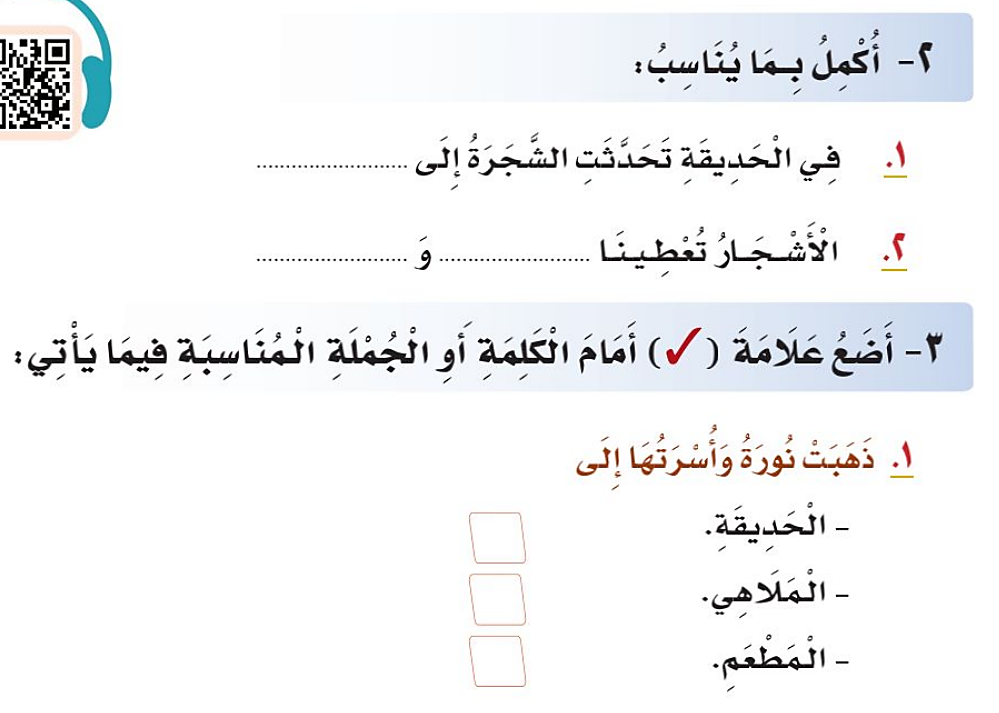 ٢- أُكْمِلُ بِمَا يُنَاسِبُ:
١. فِي الْحَدِيقَةِ تَحَدَّثَتِ الشَّجَرَةُ إِلَى ..........................
٢. الْأَشْجَارُ تُعْطِينَا .......................... وَ ..........................
٣- أَضَعُ عَلَامَةَ (✓) أَمَامَ الْكَلِمَةِ أَوِ الْجُمْلَةِ الْمُنَاسِبَةِ فِيمَا يَأْتِي:
١. ذَهَبَتْ نُورَةُ وَأُسْرَتُهَا إِلَى
- الْحَدِيقَةِ.
- الْمَلَاهِي.
- الْمَطْعَمِ.